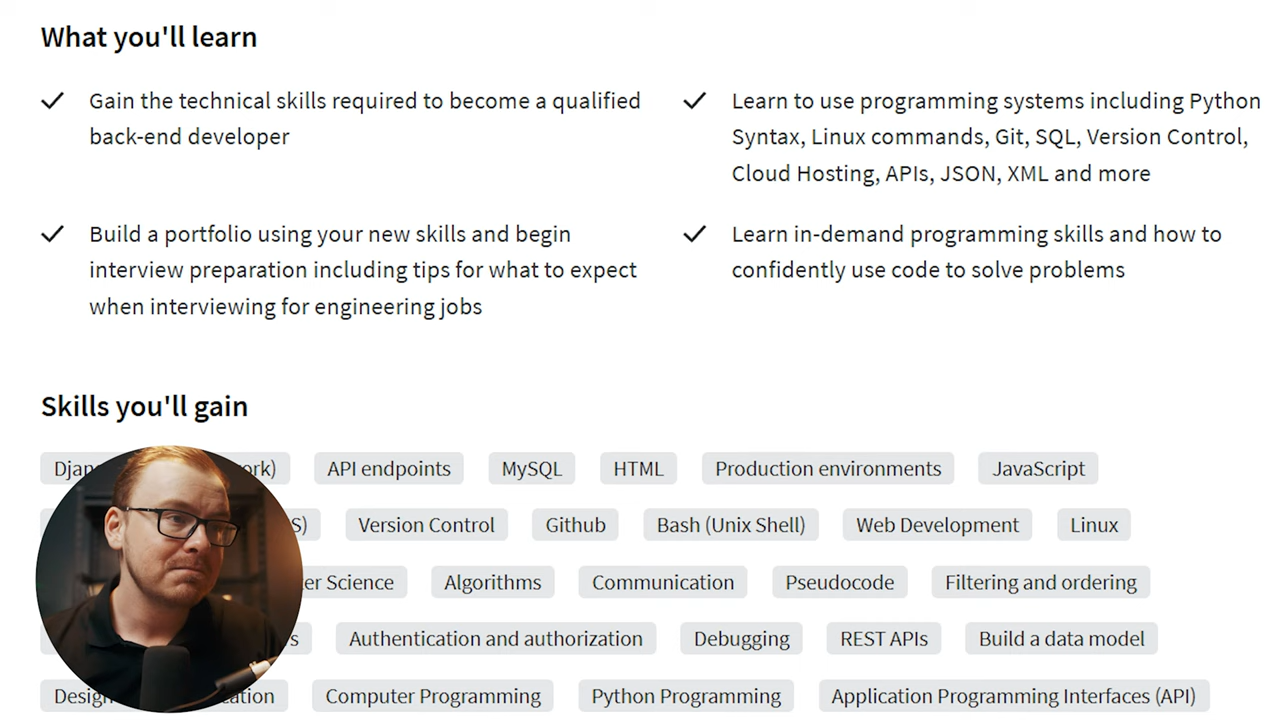 What you'll learn
Gain the technical skills required to become a qualified
back-end developer
Learn to use programming systems including Python
Syntax, Linux commands, Git, SQL, Version Control,
Cloud Hosting, APIs, JSON, XML and more
Build a portfolio using your new skills and begin
interview preparation including tips for what to expect
when interviewing for engineering jobs
Learn in-demand programming skills and how to
confidently use code to solve problems
Skills you'll gain
API endpoints MySQL HTML Production environments JavaScript
Version Control Github Bash (Unix Shell) Web Development Linux
Science Algorithms Communication Pseudocode Filtering and ordering
Authentication and authorization Debugging REST APIs Build a data model
Computer Programming Python Programming Application Programming Interfaces (API)